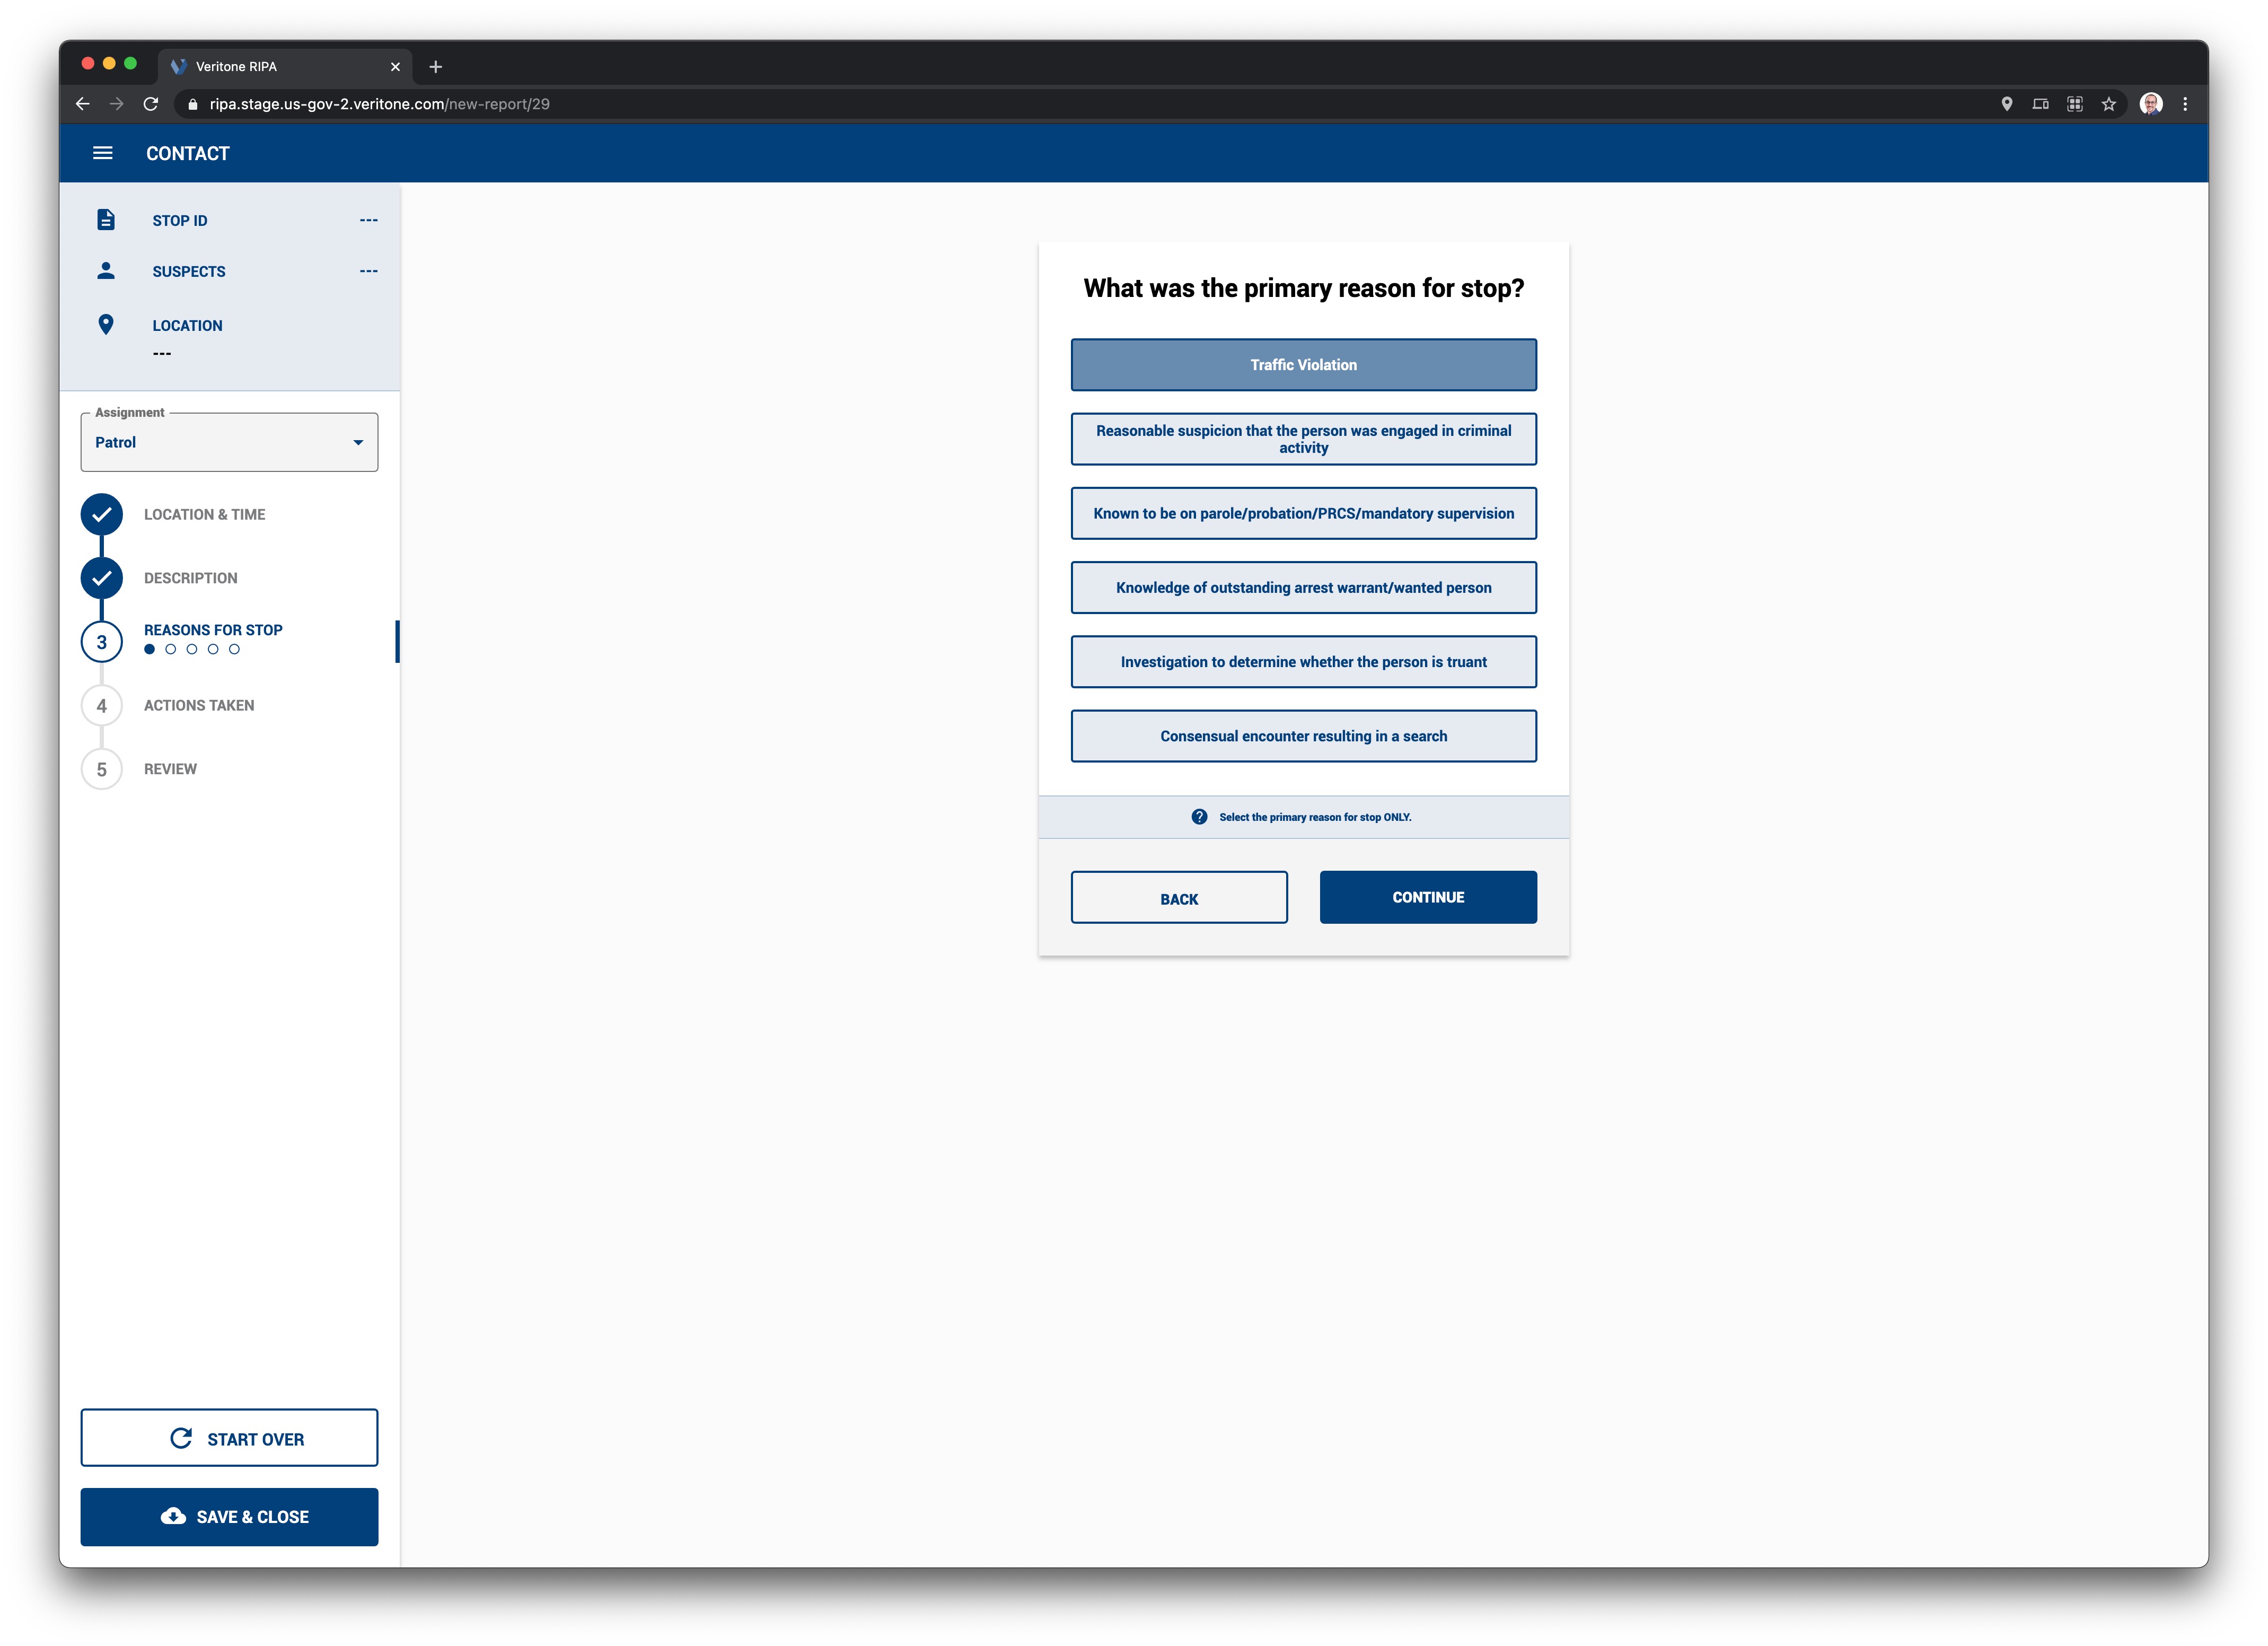 Veritone RIPA
ripa.stage.us-gov-2.veritone.com/new-report/29
CONTACT
STOP ID ---
SUSPECTS ---
LOCATION
---
Assignment
Patrol
LOCATION & TIME
DESCRIPTION
3 REASONS FOR STOP
4 ACTIONS TAKEN
5 REVIEW
START OVER
SAVE & CLOSE
What was the primary reason for stop?
Traffic Violation
Reasonable suspicion that the person was engaged in criminal
activity
Known to be on parole/probation/PRCS/mandatory supervision
Knowledge of outstanding arrest warrant/wanted person
Investigation to determine whether the person is truant
Consensual encounter resulting in a search
? Select the primary reason for stop ONLY.
BACK CONTINUE